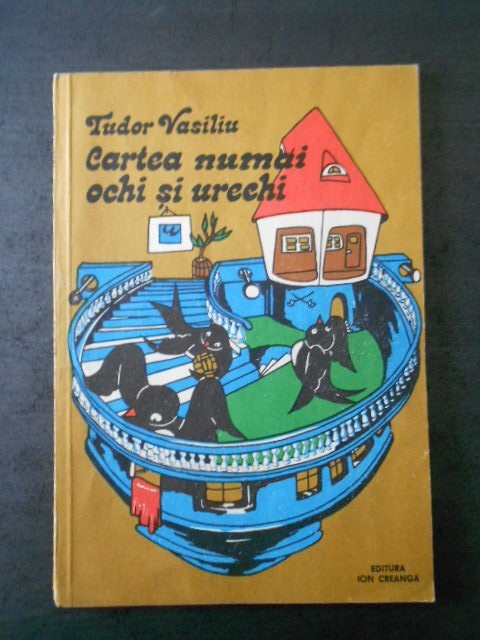 Tudor Vasiliu
Cartea numai
ochi și urechi
EDITURA
ION CREANGĂ